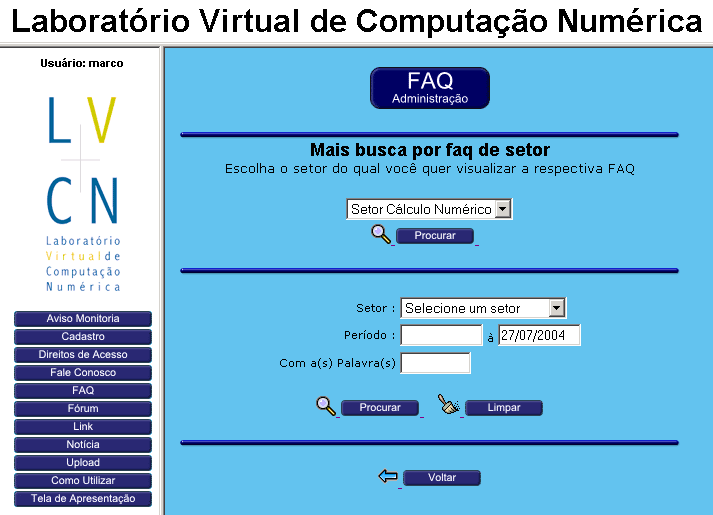 Laboratório Virtual de Computação Numérica
Usuário: marco
L V
C N
Laboratório
Virtual de
Computação
Numérica
Aviso Monitoria
Cadastro
Direitos de Acesso
Fale Conosco
FAQ
Fórum
Link
Notícia
Upload
Como Utilizar
Tela de Apresentação
FAQ
Administração
Mais busca por faq de setor
Escolha o setor do qual você quer visualizar a respectiva FAQ
Setor Cálculo Numérico
Procurar
Setor : Selecione um setor
Período : à 27/07/2004
Com a(s) Palavra(s)
Procurar Limpar
Voltar